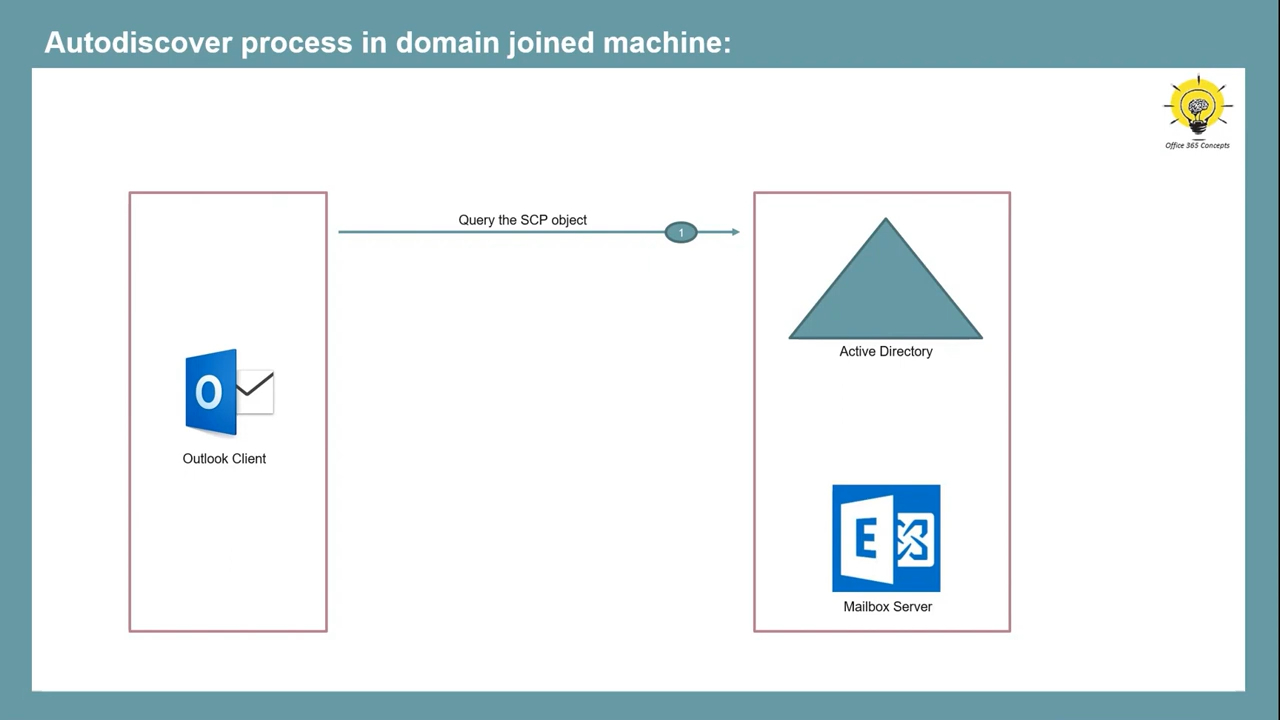 Autodiscover process in domain joined machine:
Office 365 Concepts
Query the SCP object
1
Active Directory
O
Outlook Client
E
Mailbox Server